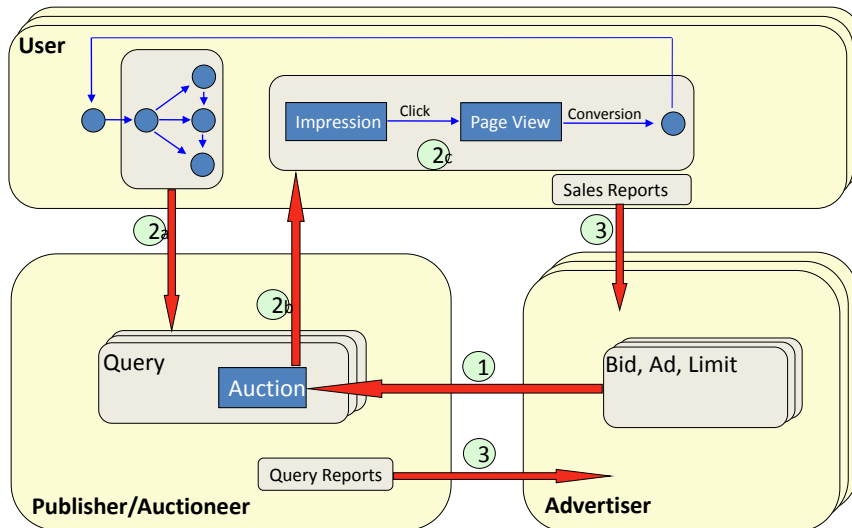 User
Impression
Click
Page View
Conversion
2c
Sales Reports
2a
3
2b
Query
Auction
1
Bid, Ad, Limit
3
Query Reports
Publisher/Auctioneer
Advertiser